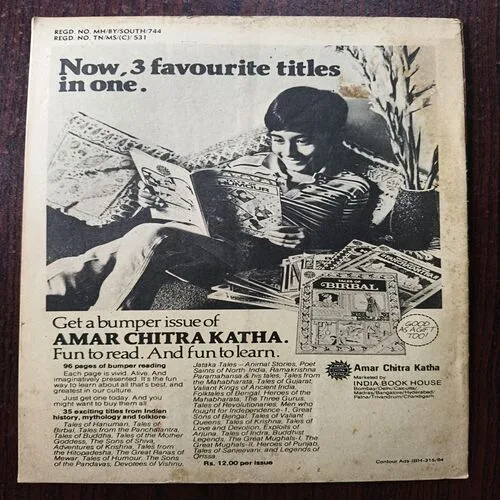 REGD. NO. MH/BY/SOUTH/744
REGD. NO. TN/MS/(C)/531
Now, 3 favourite titles
in one.
HUMOUR
BIRBAL
GOOD
AS A GIFT
TOO!
Get a bumper issue of
AMAR CHITRA KATHA.
Fun to read. And fun to learn.
96 pages of bumper reading
Each page is vivid. Alive. And
imaginatively presented. It's the fun
way to learn about all that's best, and
greatest in our culture.
Just get one today. And you
might want to buy them all.
35 exciting titles from Indian
history, mythology and folklore
Tales of Hanuman, Tales of
Birbal, Tales from the Panchatantra,
Tales of Buddha, Tales of the Mother
Goddess, The Sons of Shiva,
Adventures of Krishna, Tales from
the Hitopadesha, The Great Ranas of
Mewar, Tales of Humour, The Sons
of the Pandavas, Devotees of Vishnu,
Jataka Tales - Animal Stories, Poet
Saints of North India, Ramakrishna
Paramahansa & his tales, Tales from
the Mahabharata, Tales of Gujarat,
Valiant Kings of Ancient India,
Folktales of Bengal, Heroes of the
Mahabharata, The Three Gurus,
Tales of Revolutionaries, Men who
fought for Independence-1, Great
Sons of Bengal, Tales of Valiant
Queens, Tales of Krishna, Tales of
Love and Devotion, Exploits of
Arjuna, Tales of Indra, Buddhist
Legends, The Great Mughals-I, The
Great Mughals-II, Heroes of Punjab,
Tales of Sanjeevani, and Legends of
Orissa.
Rs. 12.00 per issue
Amar Chitra Katha
Marketed by
INDIA BOOK HOUSE
Bombay/Delhi/Calcutta/
Madras/Bangalore/Hyderabad/
Patna/Trivandrum/Chandigarh.
Contour Ads-IBH-315/84